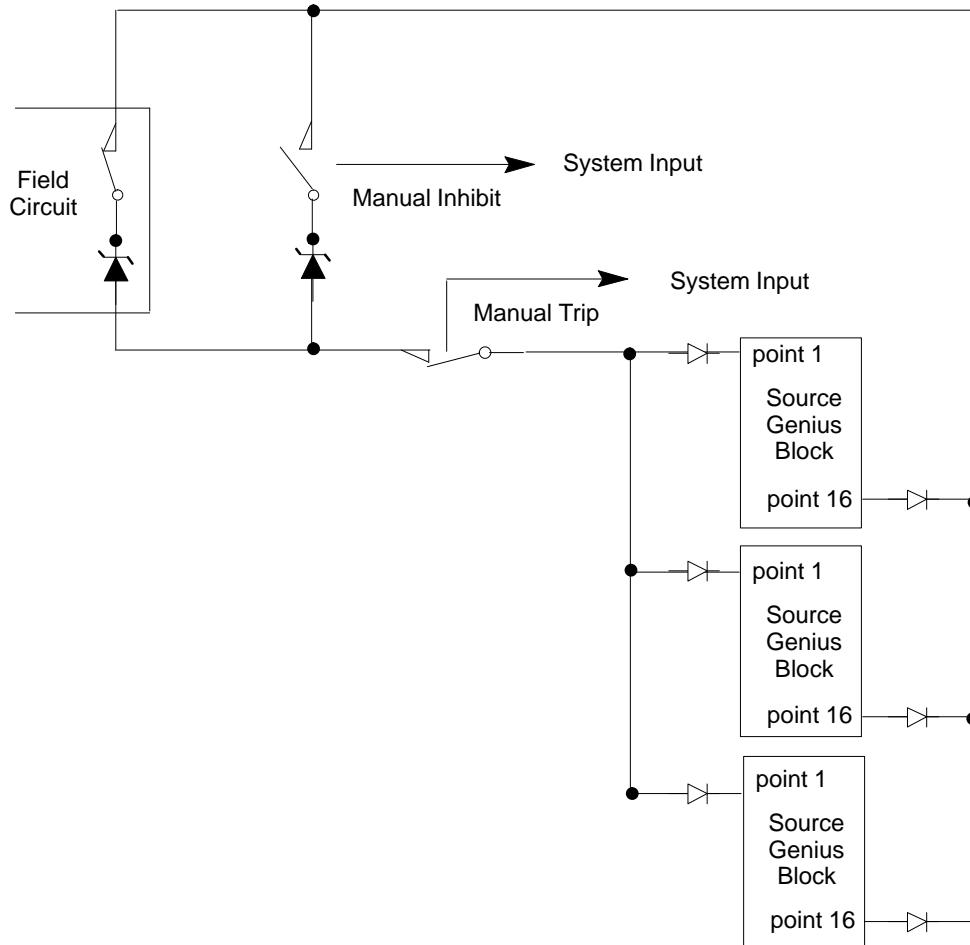 System Input
Field
Circuit
Manual Inhibit
System Input
Manual Trip
point 1
Source
Genius
Block
point 16
point 1
Source
Genius
Block
point 16
point 1
Source
Genius
Block
point 16